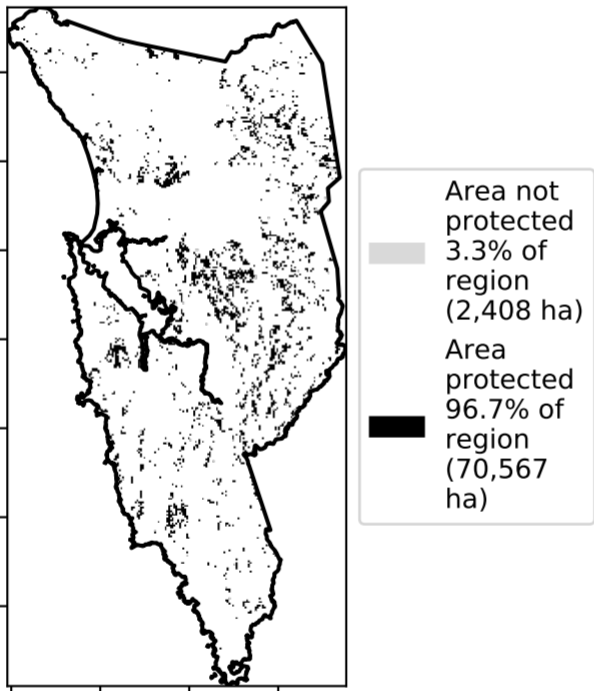 Area not
protected
3.3% of
region
(2,408 ha)
Area
protected
96.7% of
region
(70,567
ha)